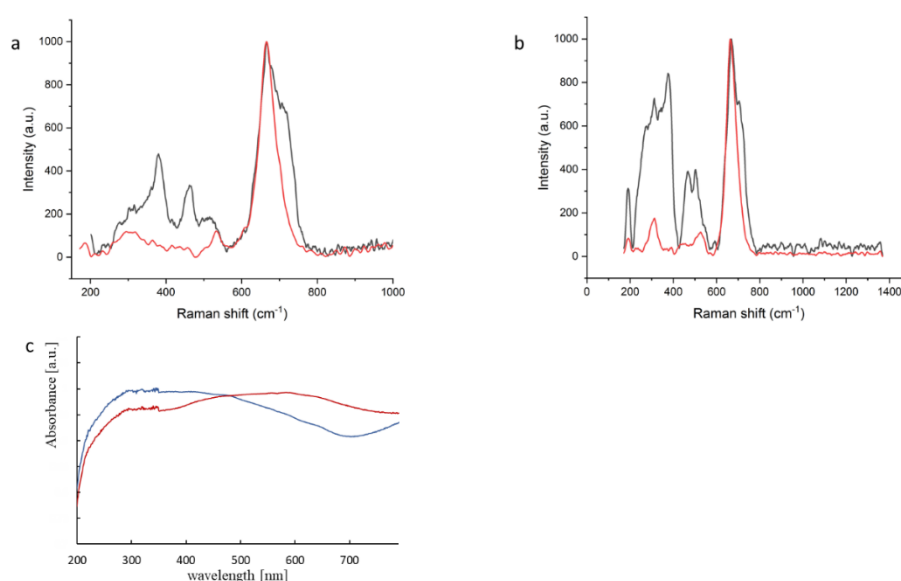 a
1000
800
600
400
200
0
Intensity (a.u.)
200 400 600 800 1000
Raman shift (cm⁻¹)
b
1000
800
600
400
200
0
Intensity (a.u.)
0 200 400 600 800 1000 1200 1400
Raman shift (cm⁻¹)
c
Absorbance [a.u.]
200 300 400 500 600 700
wavelength [nm]